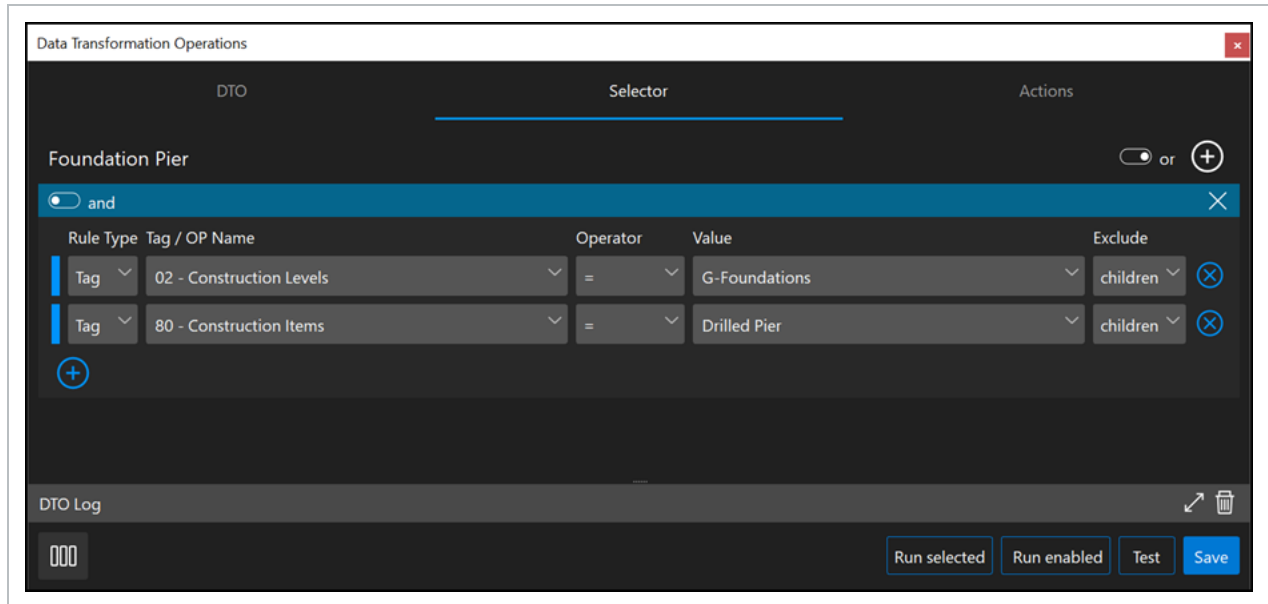 Data Transformation Operations
DTO Selector Actions
Foundation Pier or
and
Rule Type Tag / OP Name Operator Value Exclude
Tag 02 - Construction Levels = G-Foundations children
Tag 80 - Construction Items = Drilled Pier children
DTO Log
Run selected Run enabled Test Save